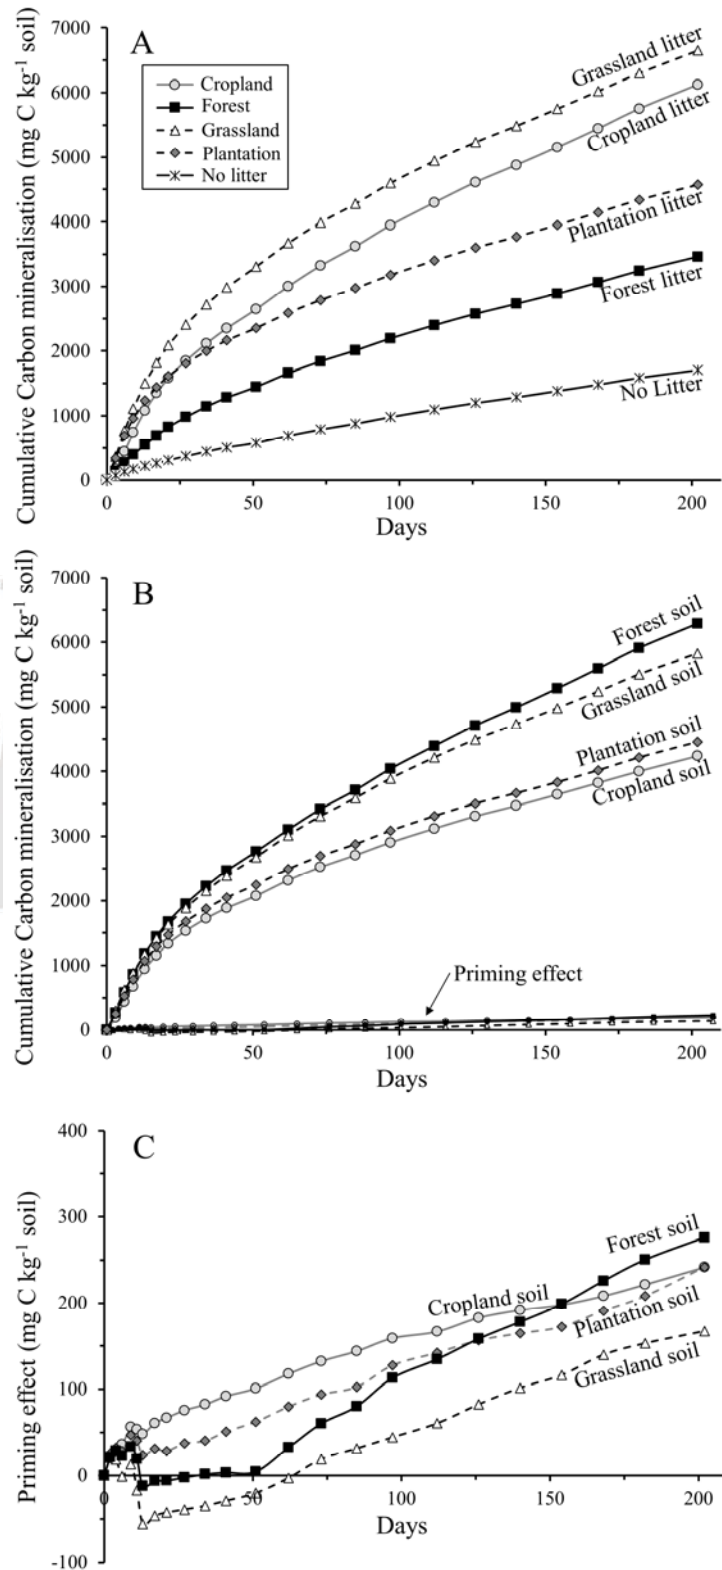 A
7000
6000
5000
4000
3000
2000
1000
0
Cumulative Carbon mineralisation (mg C kg-1 soil)
Cropland
Forest
Grassland
Plantation
No litter
Grassland litter
Cropland litter
Plantation litter
Forest litter
No Litter
0 50 100 150 200
Days
B
7000
6000
5000
4000
3000
2000
1000
0
Cumulative Carbon mineralisation (mg C kg-1 soil)
Forest soil
Grassland soil
Plantation soil
Cropland soil
Priming effect
0 50 100 150 200
Days
C
400
300
200
100
0
-100
Priming effect (mg C kg-1 soil)
Forest soil
Cropland soil
Plantation soil
Grassland soil
0 50 100 150 200
Days